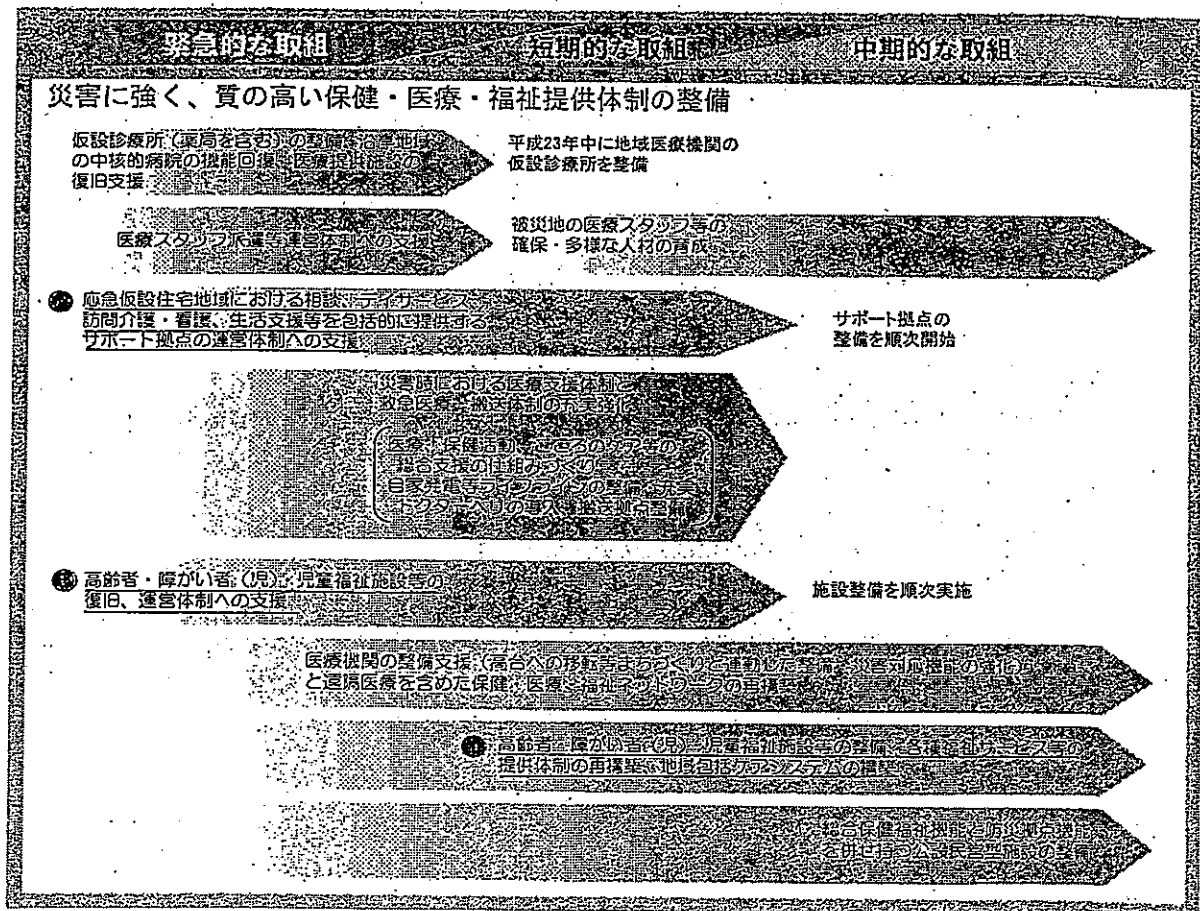 緊急的な取組
短期的な取組
中期的な取組
災害に強く、質の高い保健・医療・福祉提供体制の整備
仮設診療所(薬局を含む)の整備、沿岸地域
の中核的病院の機能回復、医療提供施設の
復旧支援
平成23年中に地域医療機関の
仮設診療所を整備
医療スタッフ派遣等運営体制への支援
被災地の医療スタッフ等の
確保・多様な人材の育成
応急仮設住宅地域における相談、デイサービス、
訪問介護・看護、生活支援等を包括的に提供する
サポート拠点の運営体制への支援
サポート拠点の
整備を順次開始
災害時における医療支援体制と
救急医療、搬送体制の充実強化
医療、保健活動、こころのケア等の
総合支援の仕組みづくり
自家発電等ライフラインの整備、充実
ドクターヘリの導入、搬送拠点整備
高齢者・障がい者(児)・児童福祉施設等の
復旧、運営体制への支援
施設整備を順次実施
医療機関の整備支援(高台への移転等まちづくりと連動した整備、災害対応機能の強化)
と遠隔医療を含めた保健・医療・福祉ネットワークの再構築
高齢者・障がい者(児)・児童福祉施設等の整備、各種福祉サービス等の
提供体制の再構築、地域包括ケアシステムの構築
総合保健福祉機能と防災拠点機能を
併せ持つ公設民営型施設の整備